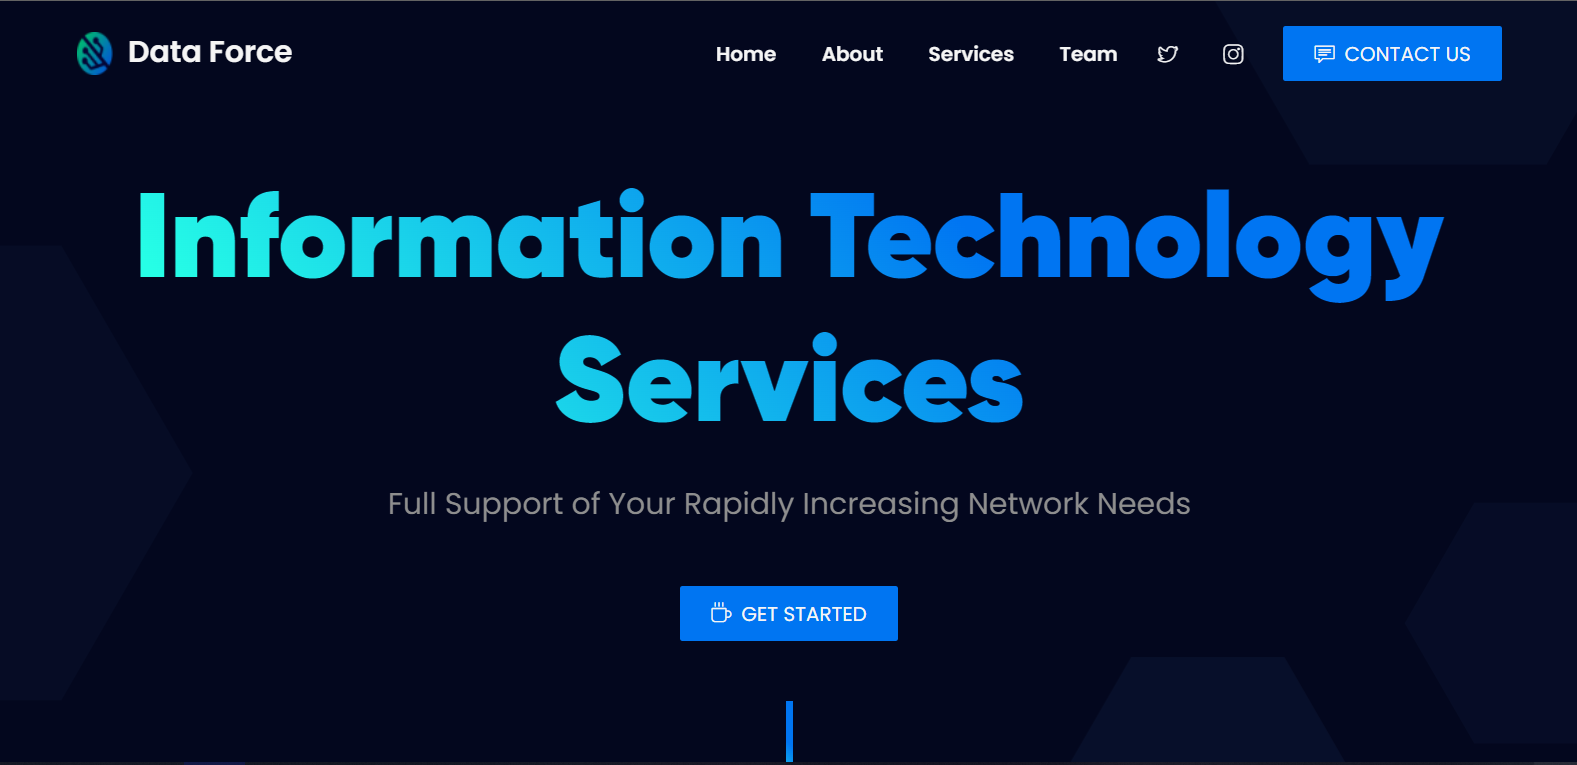 Data Force
Home About Services Team CONTACT US
Information Technology
Services
Full Support of Your Rapidly Increasing Network Needs
GET STARTED